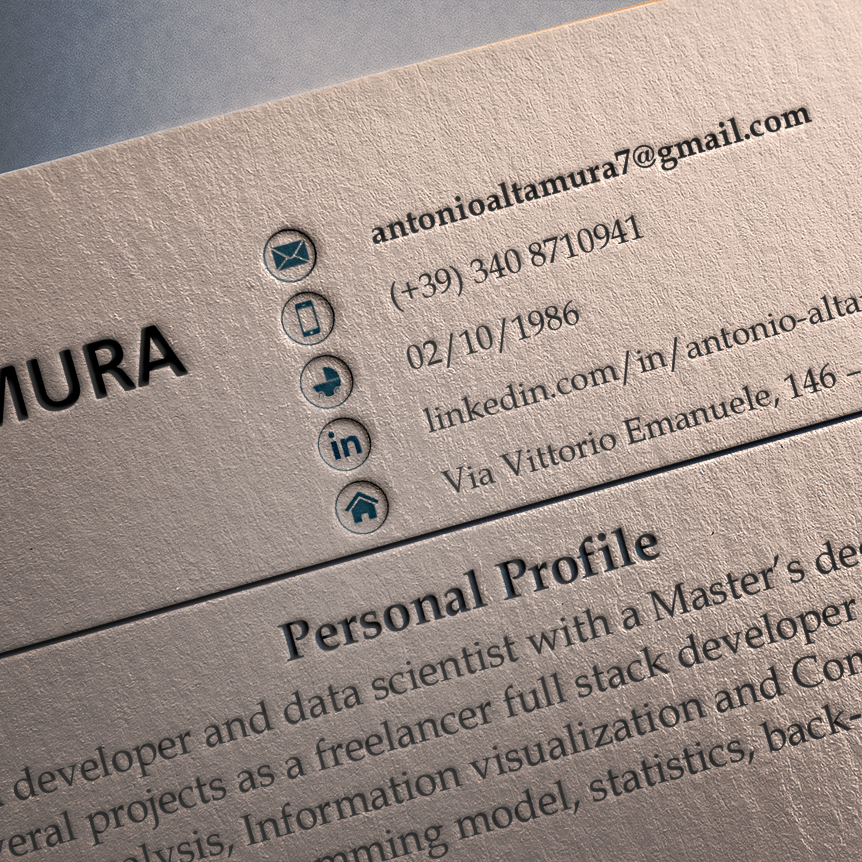 antonioaltamura7@gmail.com
(+39) 340 8710941
02/10/1986
MURA
linkedin.com/in/antonio-alta
in
Via Vittorio Emanuele, 146 –
Personal Profile
developer and data scientist with a Master's de
veral projects as a freelancer full stack developer
alysis, Information visualization and Con
mming model, statistics, back-